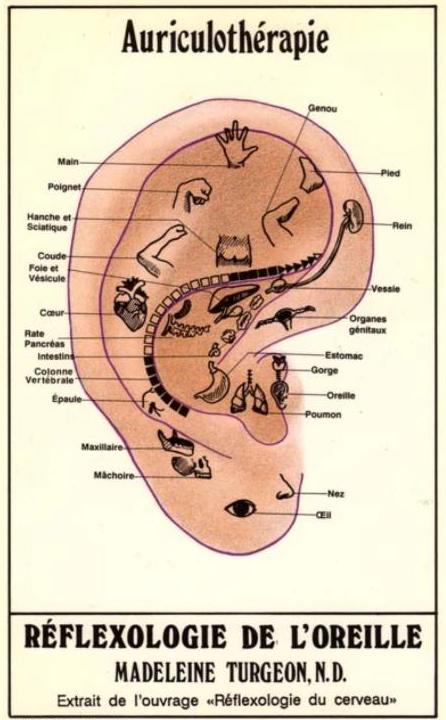 Auriculothérapie
Genou
Main
Pied
Poignet
Hanche et
Sciatique
Rein
Coude
Foie et
Vésicule
Vessie
Cœur
Organes
génitaux
Rate
Pancréas
Intestins
Estomac
Gorge
Colonne
Vertébrale
Oreille
Épaule
Poumon
Maxillaire
Mâchoire
Nez
Œil
RÉFLEXOLOGIE DE L'OREILLE
MADELEINE TURGEON, N.D.
Extrait de l'ouvrage «Réflexologie du cerveau»